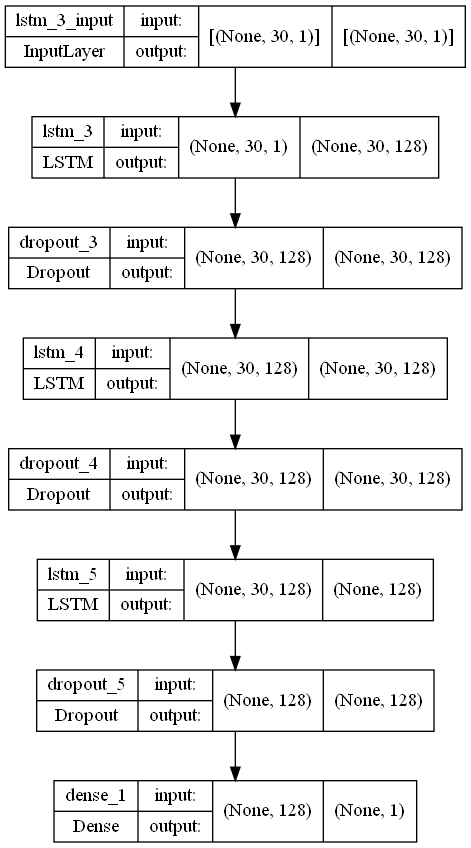 lstm_3_input input: [(None, 30, 1)] [(None, 30, 1)]
InputLayer output:
lstm_3 input: (None, 30, 1) (None, 30, 128)
LSTM output:
dropout_3 input: (None, 30, 128) (None, 30, 128)
Dropout output:
lstm_4 input: (None, 30, 128) (None, 30, 128)
LSTM output:
dropout_4 input: (None, 30, 128) (None, 30, 128)
Dropout output:
lstm_5 input: (None, 30, 128) (None, 128)
LSTM output:
dropout_5 input: (None, 128) (None, 128)
Dropout output:
dense_1 input: (None, 128) (None, 1)
Dense output: